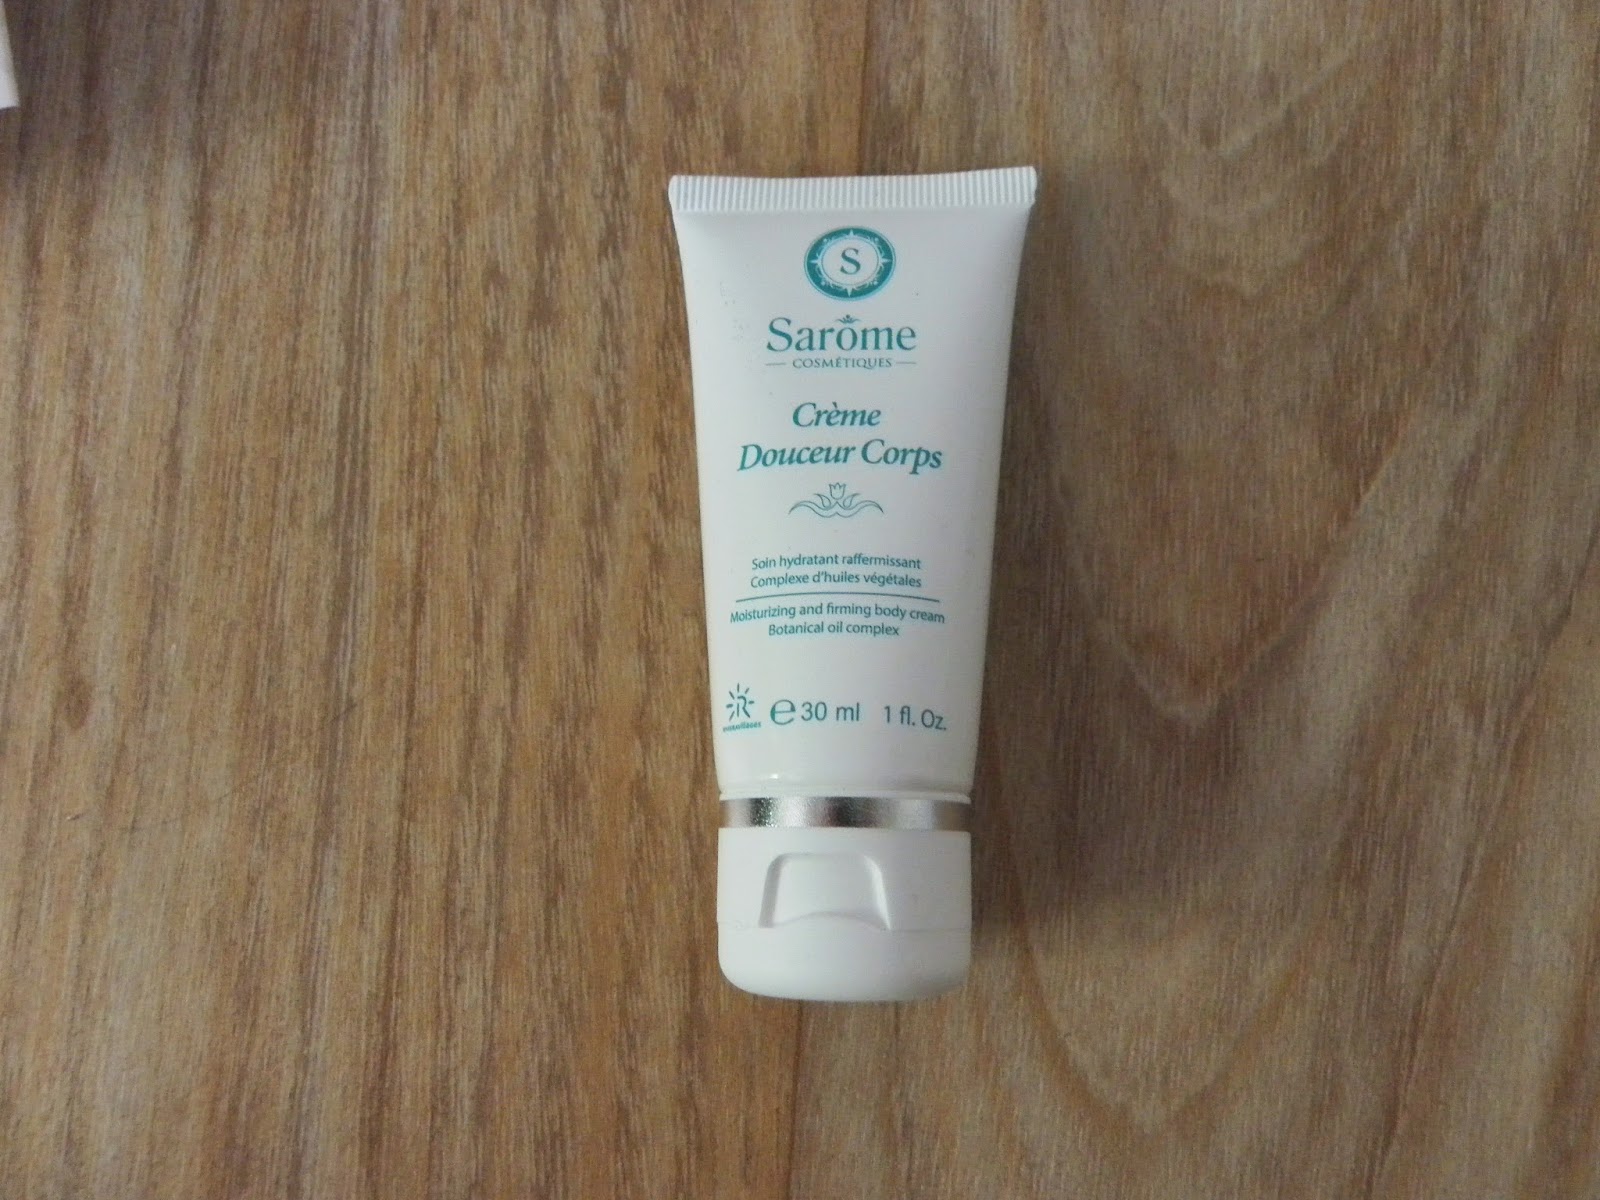 S
Sarôme
COSMÉTIQUES
Crème
Douceur Corps
Soin hydratant raffermissant
Complexe d'huiles végétales
Moisturizing and firming body cream
Botanical oil complex
R
℮ 30 ml 1 fl. Oz.